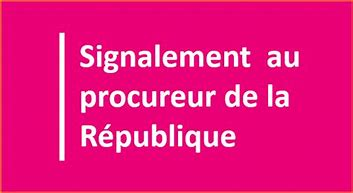 Signalement au
procureur de la
République